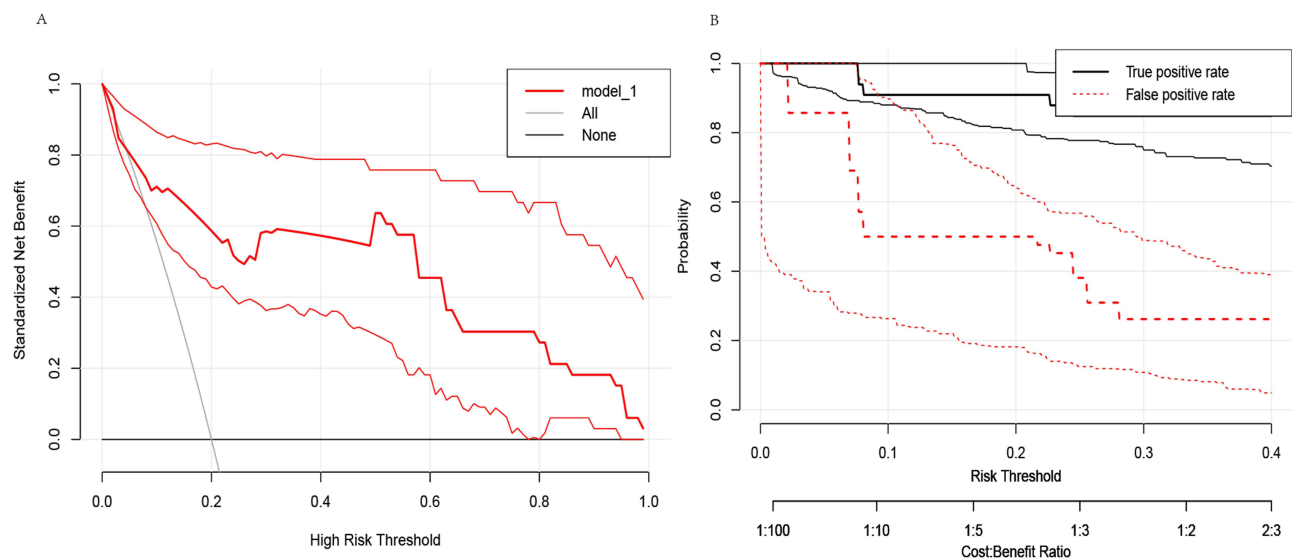 A
model_1
All
None
Standardized Net Benefit
1.0
0.8
0.6
0.4
0.2
0.0
0.0 0.2 0.4 0.6 0.8 1.0
High Risk Threshold
B
True positive rate
False positive rate
Probability
1.0
0.8
0.6
0.4
0.2
0.0
0.0 0.1 0.2 0.3 0.4
Risk Threshold
1:100 1:10 1:5 1:3 1:2 2:3
Cost:Benefit Ratio